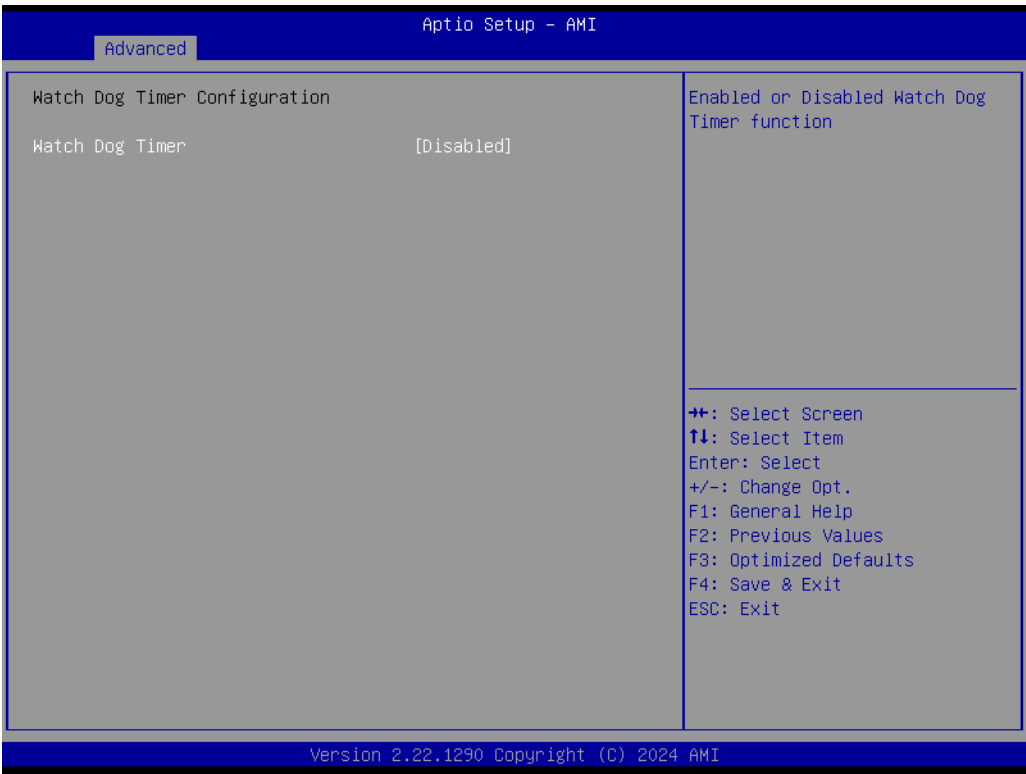 Aptio Setup – AMI
Advanced
Watch Dog Timer Configuration
Watch Dog Timer [Disabled]
Enabled or Disabled Watch Dog
Timer function
→←: Select Screen
↑↓: Select Item
Enter: Select
+/-: Change Opt.
F1: General Help
F2: Previous Values
F3: Optimized Defaults
F4: Save & Exit
ESC: Exit
Version 2.22.1290 Copyright (C) 2024 AMI